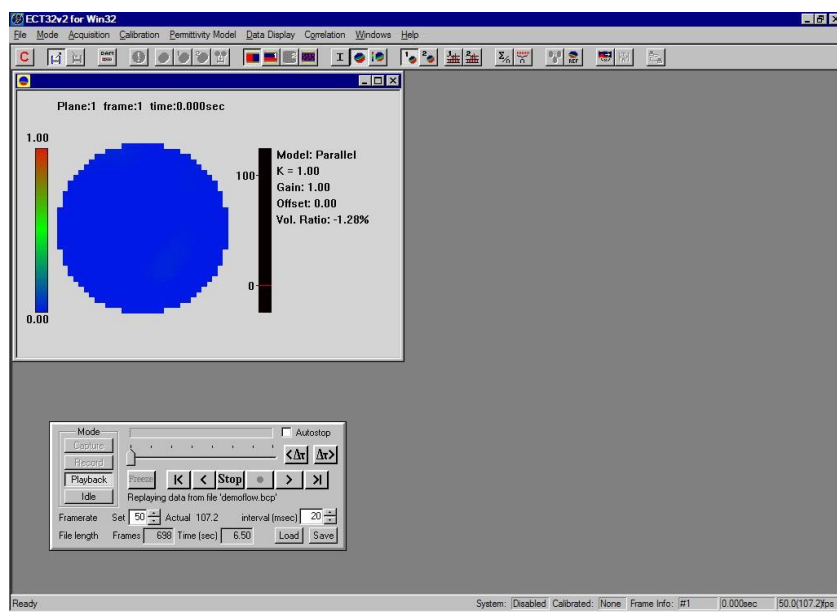 ECT32v2 for Win32
File Mode Acquisition Calibration Permittivity Model Data Display Correlation Windows Help
Plane:1 frame:1 time:0.000sec
1.00
0.00
100
0
Model: Parallel
K = 1.00
Gain: 1.00
Offset: 0.00
Vol. Ratio: -1.28%
Mode
Capture
Record
Playback
Idle
Autostop
<Δτ Δτ>
Freeze K < Stop > >|
Replaying data from file 'demoflow.bcp'
Framerate Set 50 Actual 107.2 interval (msec) 20
File length Frames 698 Time (sec) 6.50 Load Save
Ready System: Disabled Calibrated: None Frame Info: #1 0.000sec 50.0(107.2)fps